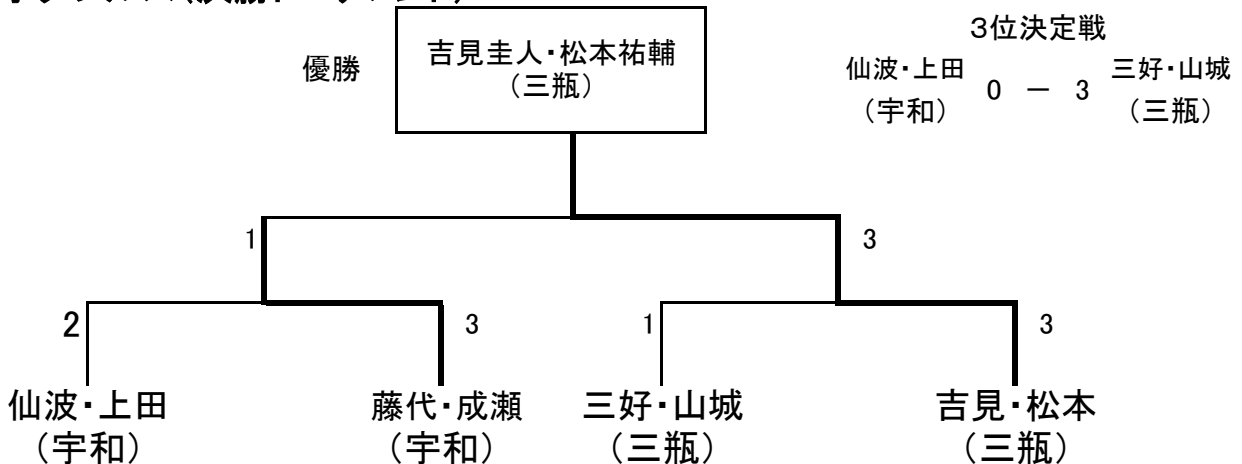 優勝
吉見圭人・松本祐輔
（三瓶）
３位決定戦
仙波・上田 ０ － ３ 三好・山城
（宇和） （三瓶）
1 3
2 3 1 3
仙波・上田 藤代・成瀬 三好・山城 吉見・松本
（宇和） （宇和） （三瓶） （三瓶）